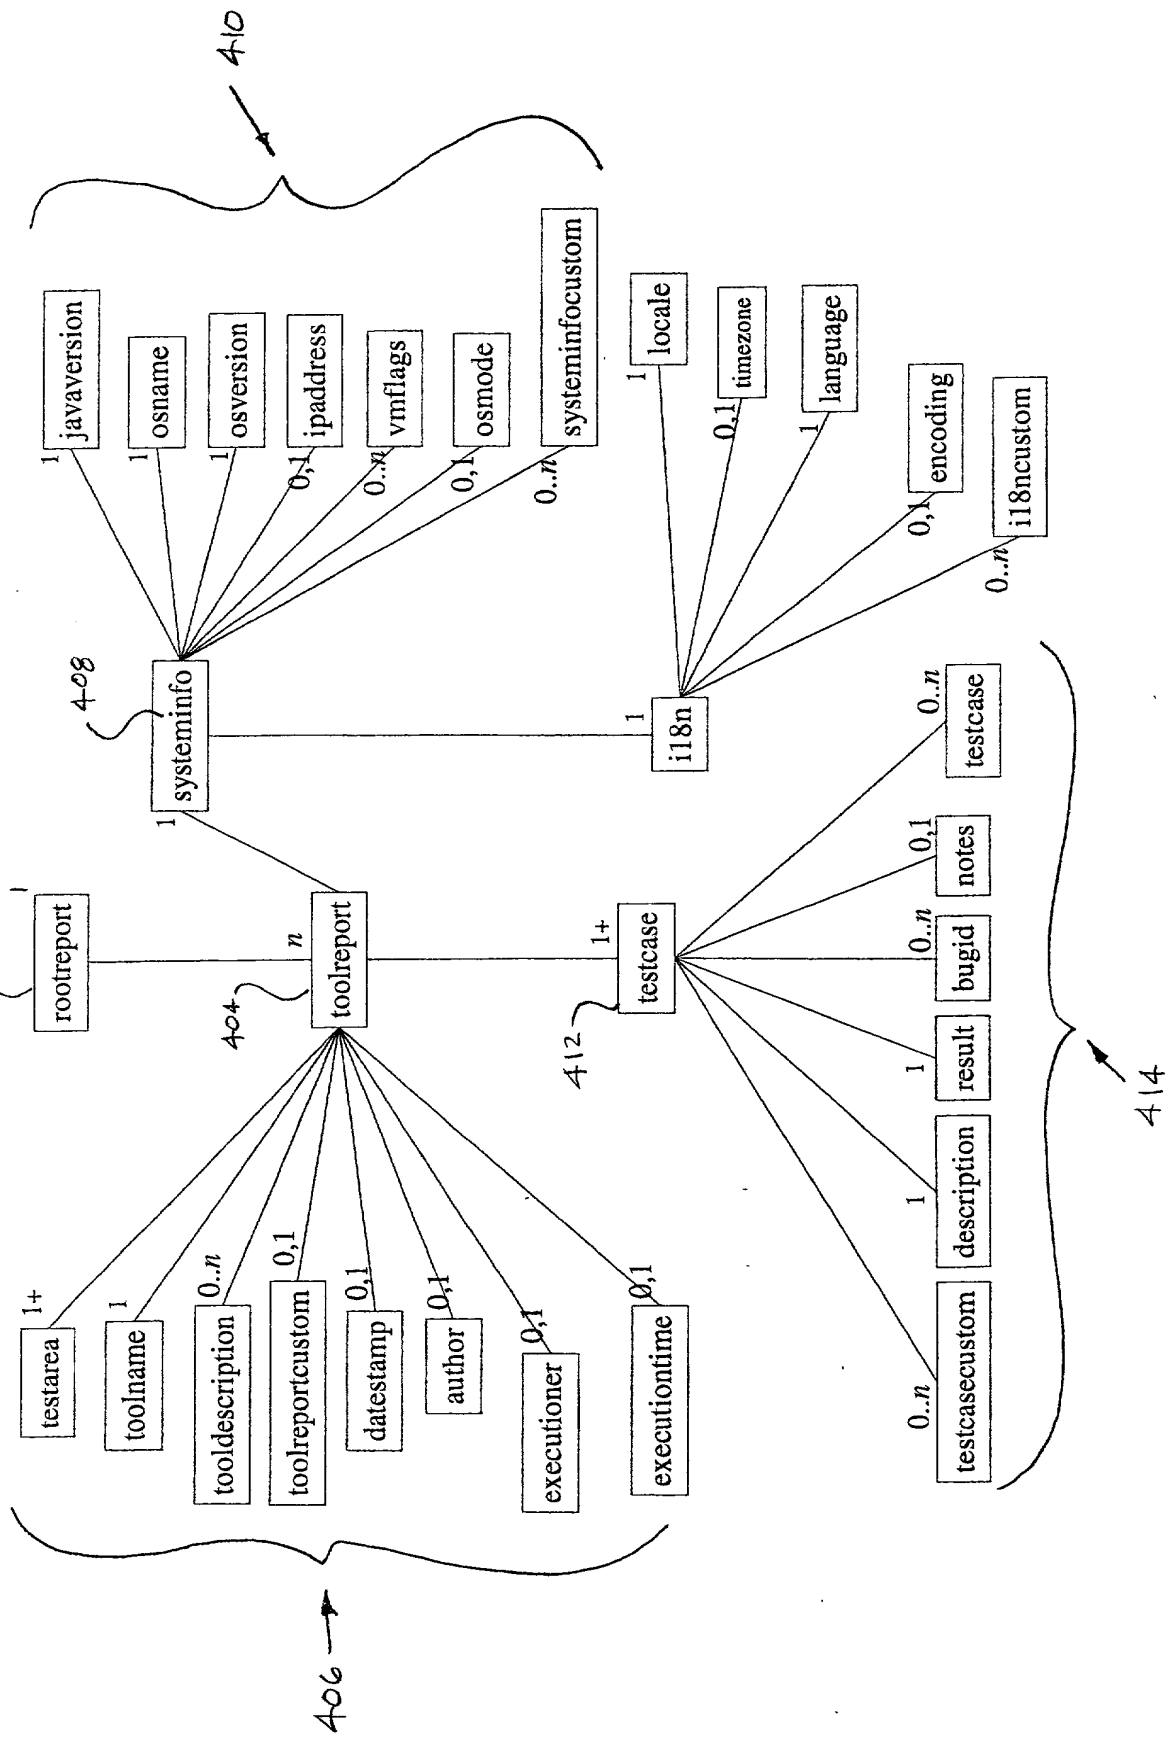 1
rootreport
n
404
toolreport
1+
testarea
1
toolname
0..n
tooldescription
0,1
toolreportcustom
0,1
datestamp
0,1
author
0,1
executioner
0,1
executiontime
406
408
1
systeminfo
1
javaversion
1
osname
1
osversion
0,1
ipaddress
0..n
vmflags
0,1
osmode
0..n
systeminfocustom
410
1
i18n
1
locale
0,1
timezone
1
language
0,1
encoding
0..n
i18ncustom
412
1+
testcase
0..n
testcasecustom
1
description
1
result
0..n
bugid
0,1
notes
0..n
testcase
414